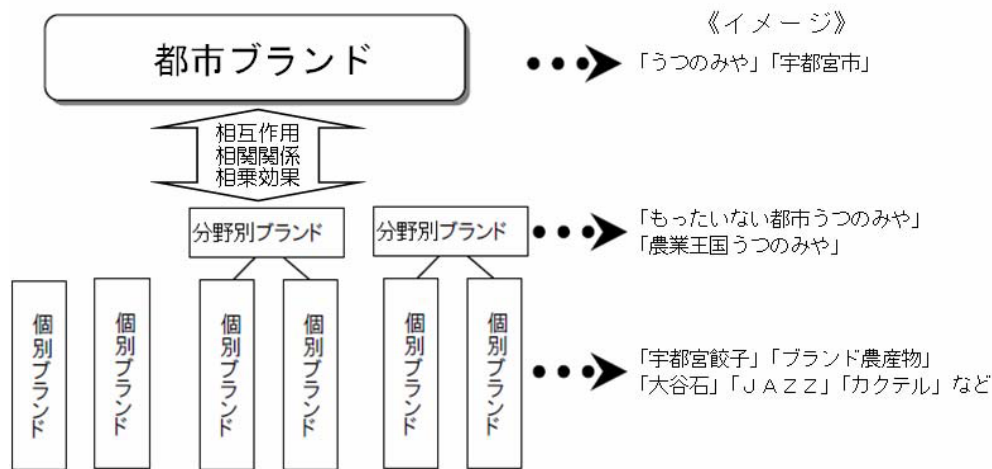 《イメージ》
都市ブランド
「うつのみや」「宇都宮市」
相互作用
相関関係
相乗効果
分野別ブランド
分野別ブランド
「もったいない都市うつのみや」
「農業王国うつのみや」
個別ブランド
個別ブランド
個別ブランド
個別ブランド
個別ブランド
個別ブランド
「宇都宮餃子」「ブランド農産物」
「大谷石」「ＪＡＺＺ」「カクテル」など